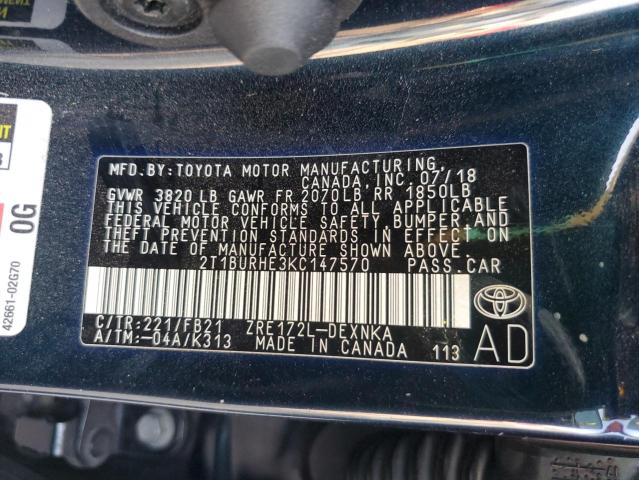 MFD.BY:TOYOTA MOTOR MANUFACTURING,
CANADA, INC. 07/18
GVWR 3820 LB GAWR FR 2070LB RR 1850LB
THIS VEHICLE CONFORMS TO ALL APPLICABLE
FEDERAL MOTOR VEHICLE SAFETY, BUMPER, AND
THEFT PREVENTION STANDARDS IN EFFECT ON
THE DATE OF MANUFACTURE SHOWN ABOVE.
2T1BURHE3KC147570 PASS.CAR
C/TR:221/FB21 ZRE172L-DEXNKA
A/TM:-04A/K313 MADE IN CANADA 113
AD
0G
42661-02G70